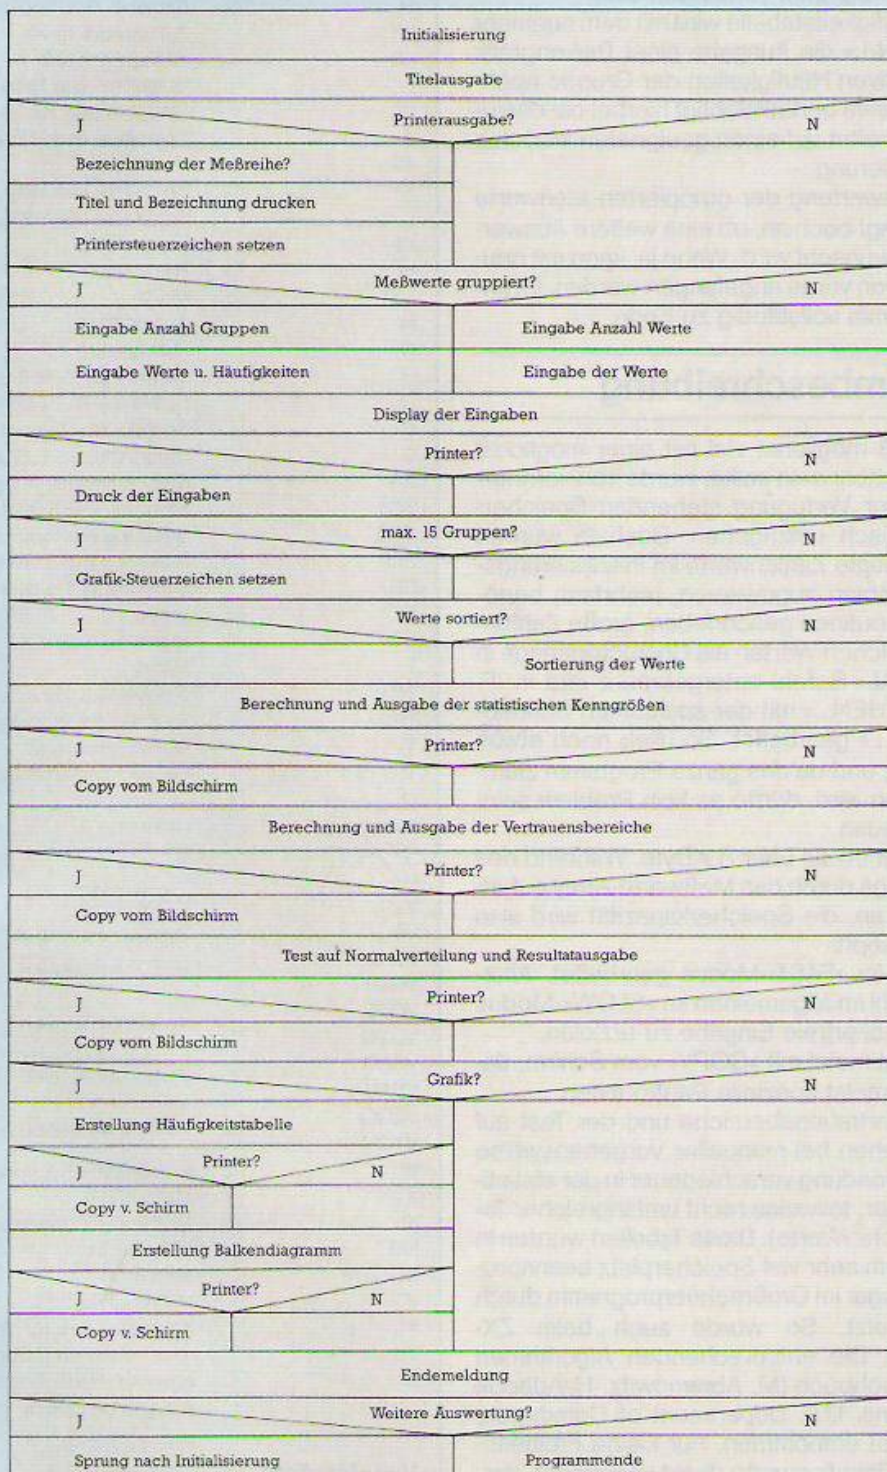 Initialisierung
Titelausgabe
J Printerausgabe? N
Bezeichnung der Meßreihe?
Titel und Bezeichnung drucken
Printersteuerzeichen setzen
J Meßwerte gruppiert? N
Eingabe Anzahl Gruppen Eingabe Anzahl Werte
Eingabe Werte u. Häufigkeiten Eingabe der Werte
Display der Eingaben
J Printer? N
Druck der Eingaben
J max. 15 Gruppen? N
Grafik-Steuerzeichen setzen
J Werte sortiert? N
Sortierung der Werte
Berechnung und Ausgabe der statistischen Kenngrößen
J Printer? N
Copy vom Bildschirm
Berechnung und Ausgabe der Vertrauensbereiche
J Printer? N
Copy vom Bildschirm
Test auf Normalverteilung und Resultatausgabe
J Printer? N
Copy vom Bildschirm
J Grafik? N
Erstellung Häufigkeitstabelle
J Printer? N
Copy v. Schirm
Erstellung Balkendiagramm
J Printer? N
Copy v. Schirm
Endemeldung
J Weitere Auswertung? N
Sprung nach Initialisierung Programmende